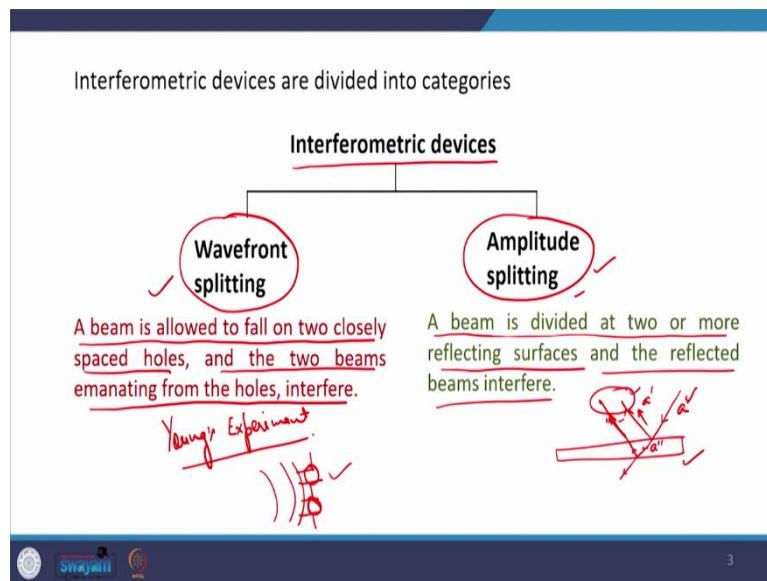 Interferometric devices are divided into categories
Interferometric devices
Wavefront
splitting
Amplitude
splitting
A beam is allowed to fall on two closely
spaced holes, and the two beams
emanating from the holes, interfere.
A beam is divided at two or more
reflecting surfaces and the reflected
beams interfere.
Young's Experiment
a'
a
a"
swayam
3